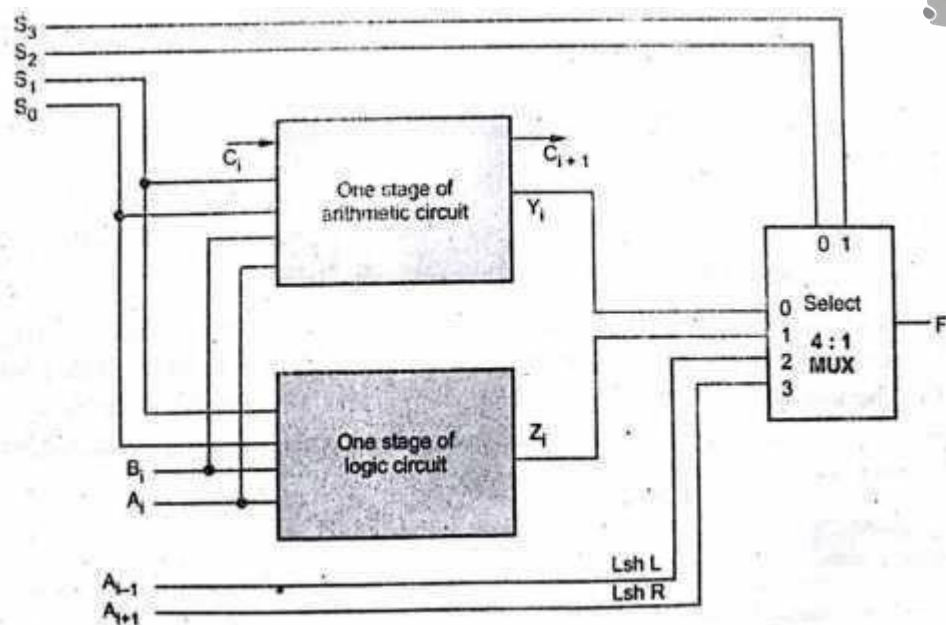 S3
S2
S1
S0
Ci
Ci + 1
One stage of
arithmetic circuit
Yi
0 1
Select
0
1
2
3
4 : 1
MUX
F
One stage of
logic circuit
Zi
Bi
Ai
Lsh L
Lsh R
Ai–1
Ai+1